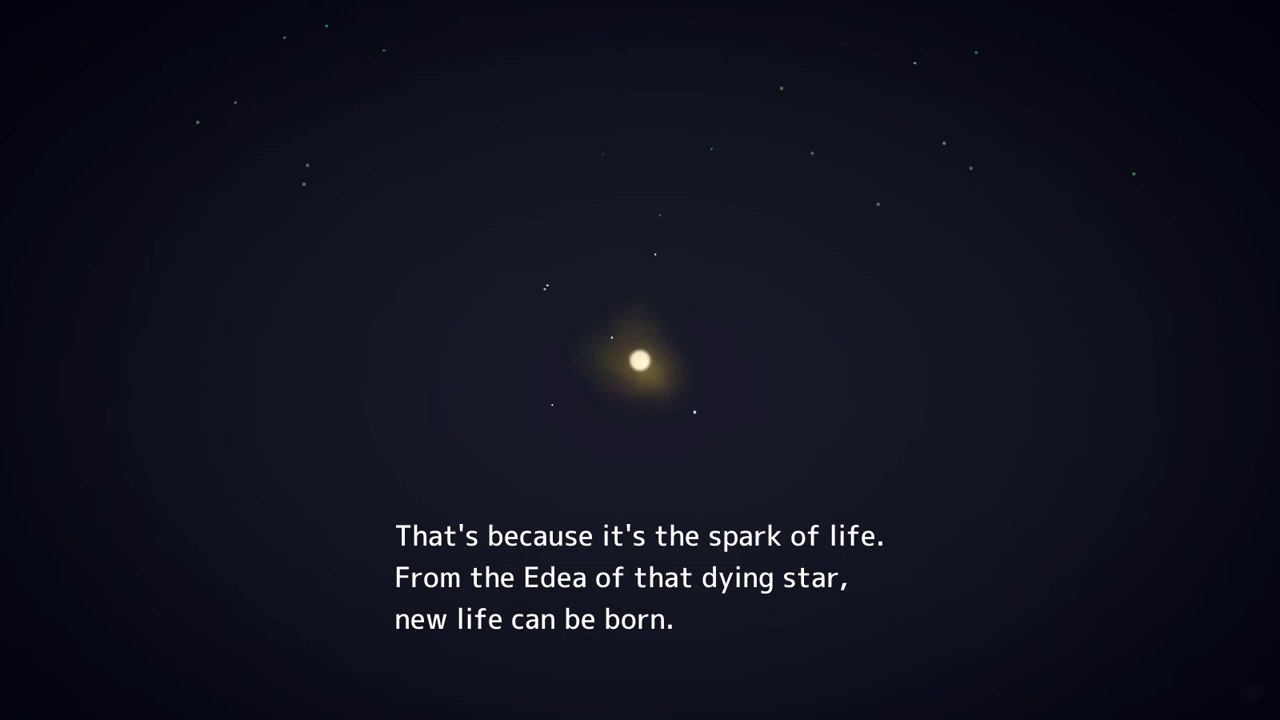 That's because it's the spark of life.
From the Edea of that dying star,
new life can be born.